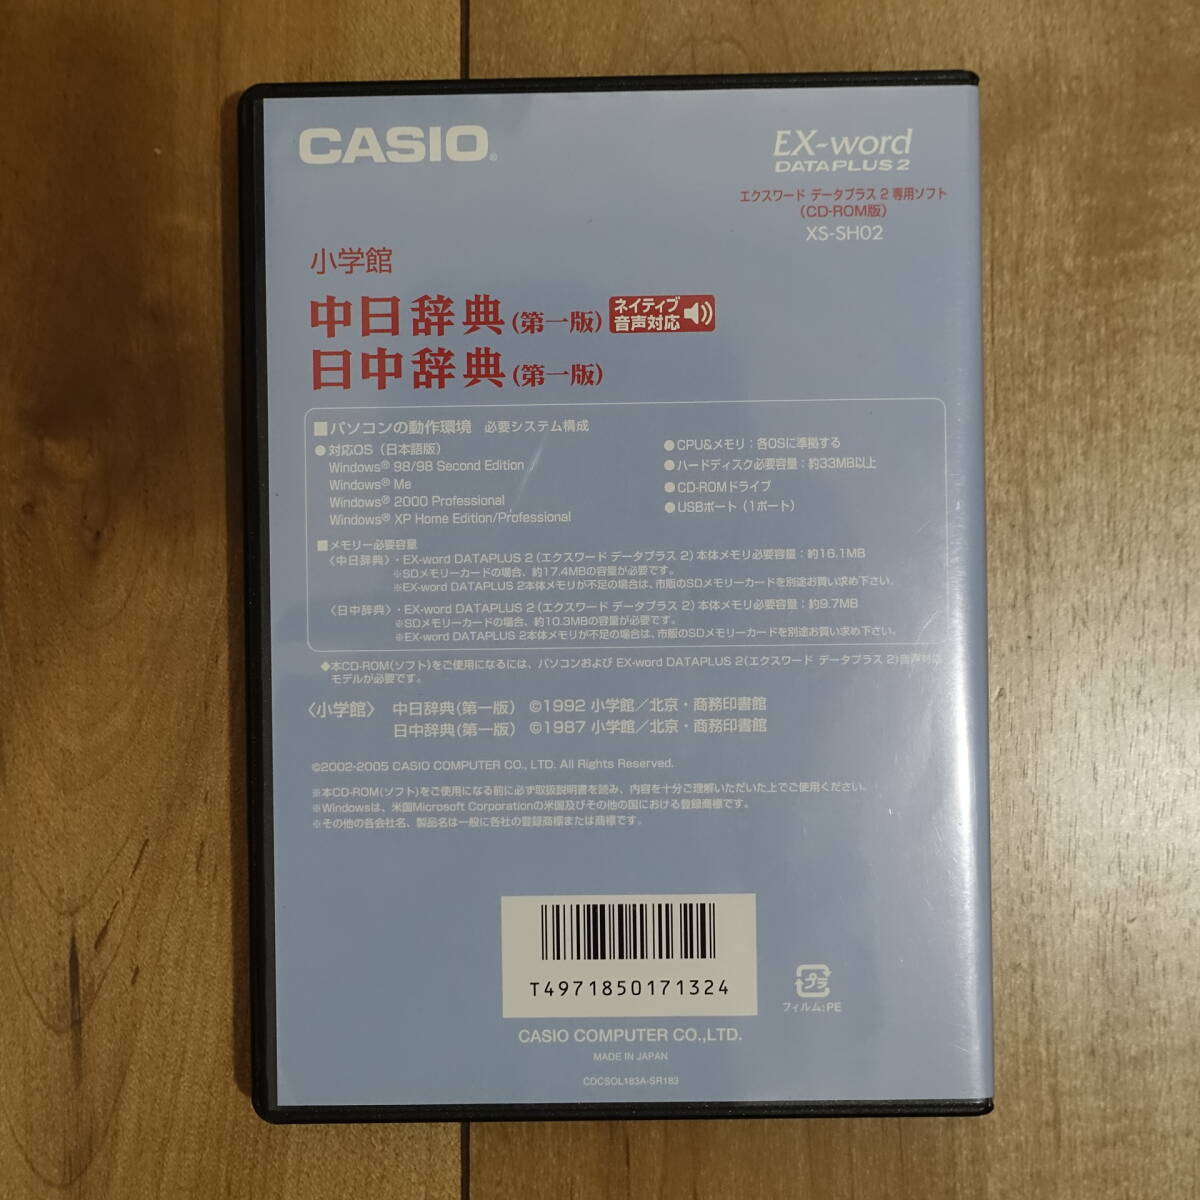 CASIO®
EX-word
DATAPLUS 2
エクスワード データプラス 2 専用ソフト
(CD-ROM版)
XS-SH02
小学館
中日辞典(第一版) ネイティブ音声対応
日中辞典(第一版)
■パソコンの動作環境 必要システム構成
●対応OS(日本語版)
Windows® 98/98 Second Edition
Windows® Me
Windows® 2000 Professional
Windows® XP Home Edition/Professional
●CPU&メモリ:各OSに準拠する
●ハードディスク必要容量:約33MB以上
●CD-ROMドライブ
●USBポート(1ポート)
■メモリー必要容量
〈中日辞典〉・EX-word DATAPLUS 2(エクスワード データプラス 2)本体メモリ必要容量:約16.1MB
※SDメモリーカードの場合、約17.4MBの容量が必要です。
※EX-word DATAPLUS 2本体メモリが不足の場合は、市販のSDメモリーカードを別途お買い求め下さい。
〈日中辞典〉・EX-word DATAPLUS 2(エクスワード データプラス 2)本体メモリ必要容量:約9.7MB
※SDメモリーカードの場合、約10.3MBの容量が必要です。
※EX-word DATAPLUS 2本体メモリが不足の場合は、市販のSDメモリーカードを別途お買い求め下さい。
◆本CD-ROM(ソフト)をご使用になるには、パソコンおよび EX-word DATAPLUS 2(エクスワード データプラス 2)音声対応
モデルが必要です。
〈小学館〉 中日辞典(第一版) ©1992 小学館/北京・商務印書館
日中辞典(第一版) ©1987 小学館/北京・商務印書館
©2002-2005 CASIO COMPUTER CO., LTD. All Rights Reserved.
※本CD-ROM(ソフト)をご使用になる前に必ず取扱説明書を読み、内容を十分ご理解いただいた上でご使用ください。
※Windowsは、米国Microsoft Corporationの米国及びその他の国における登録商標です。
※その他の各会社名、製品名は一般に各社の登録商標または商標です。
T4971850171324
プラ
フィルム:PE
CASIO COMPUTER CO.,LTD.
MADE IN JAPAN
CDCSOL183A-SR183